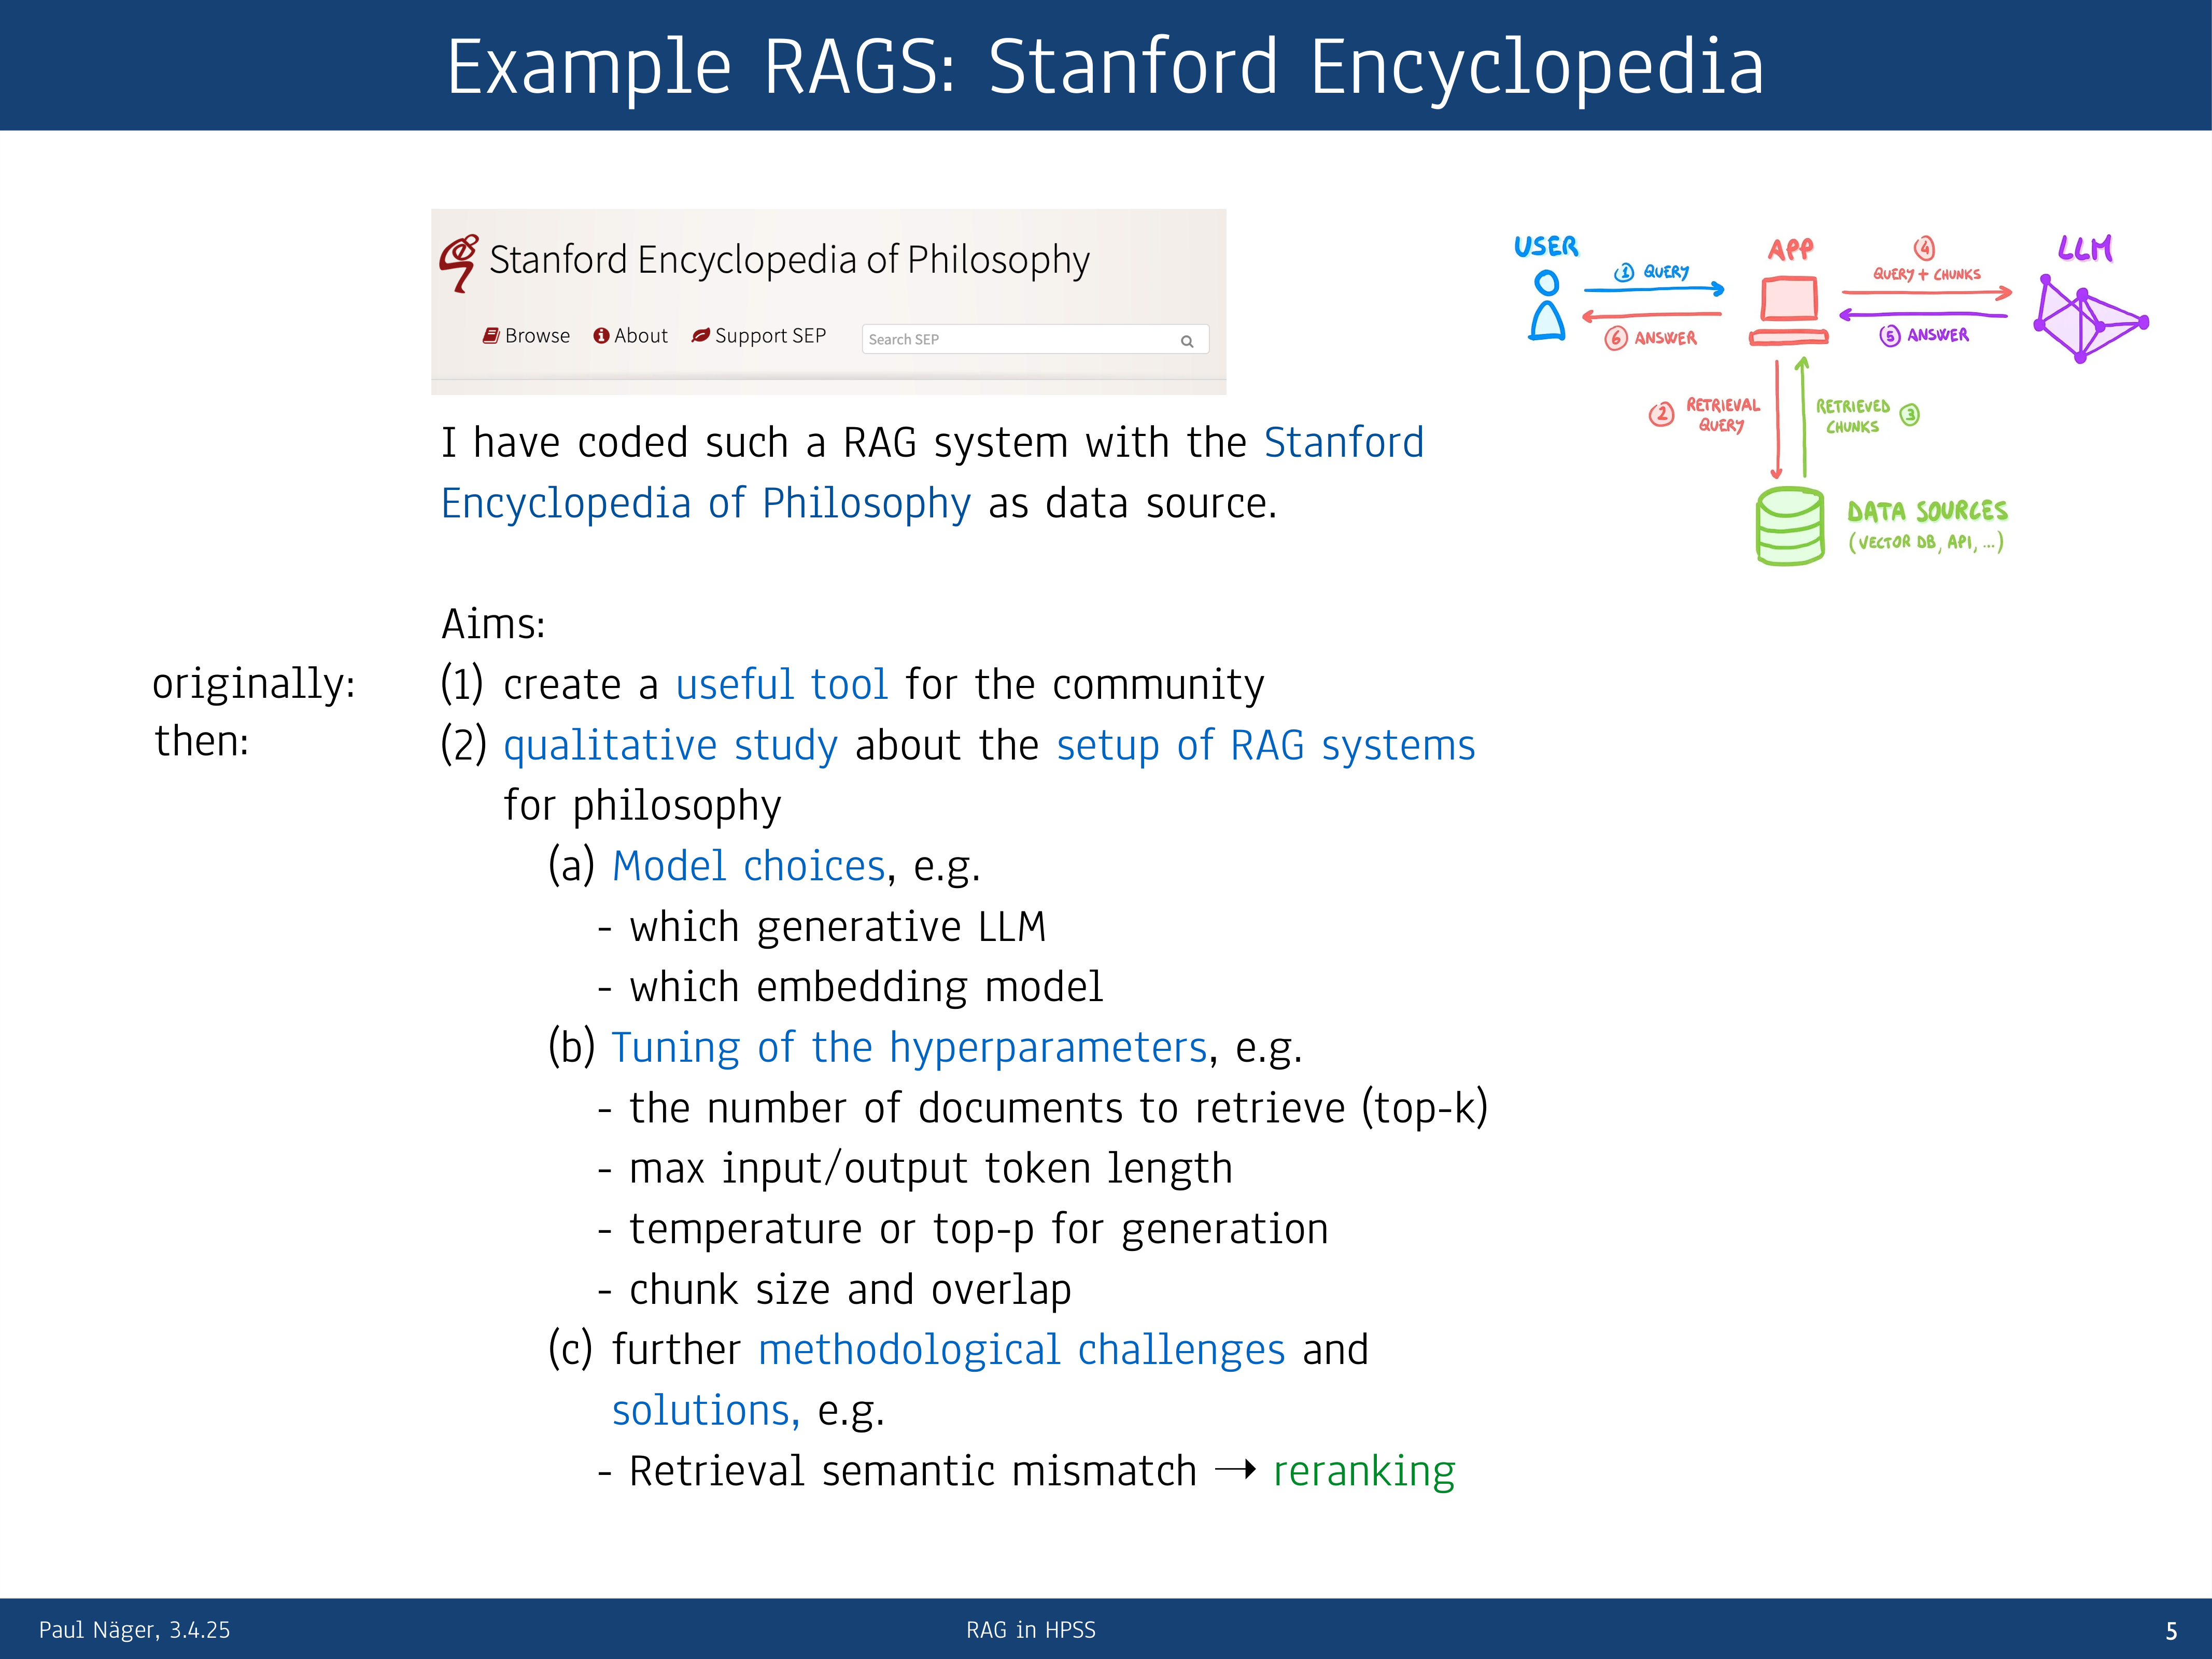 Example RAGS: Stanford Encyclopedia
Stanford Encyclopedia of Philosophy
Browse About Support SEP Search SEP
I have coded such a RAG system with the Stanford
Encyclopedia of Philosophy as data source.
USER
APP
LLM
① QUERY
⑥ ANSWER
④
QUERY + CHUNKS
⑤ ANSWER
② RETRIEVAL
QUERY
RETRIEVED ③
CHUNKS
DATA SOURCES
(VECTOR DB, API, ...)
Aims:
originally: (1) create a useful tool for the community
then: (2) qualitative study about the setup of RAG systems
for philosophy
(a) Model choices, e.g.
- which generative LLM
- which embedding model
(b) Tuning of the hyperparameters, e.g.
- the number of documents to retrieve (top-k)
- max input/output token length
- temperature or top-p for generation
- chunk size and overlap
(c) further methodological challenges and
solutions, e.g.
- Retrieval semantic mismatch → reranking
Paul Näger, 3.4.25 RAG in HPSS 5